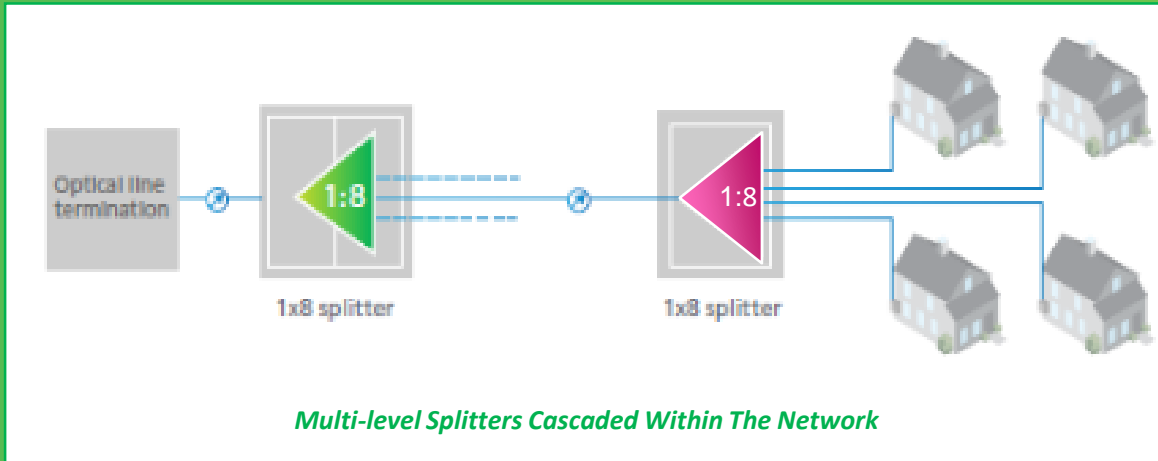 Optical line
termination
1:8
1:8
1x8 splitter
1x8 splitter
Multi-level Splitters Cascaded Within The Network